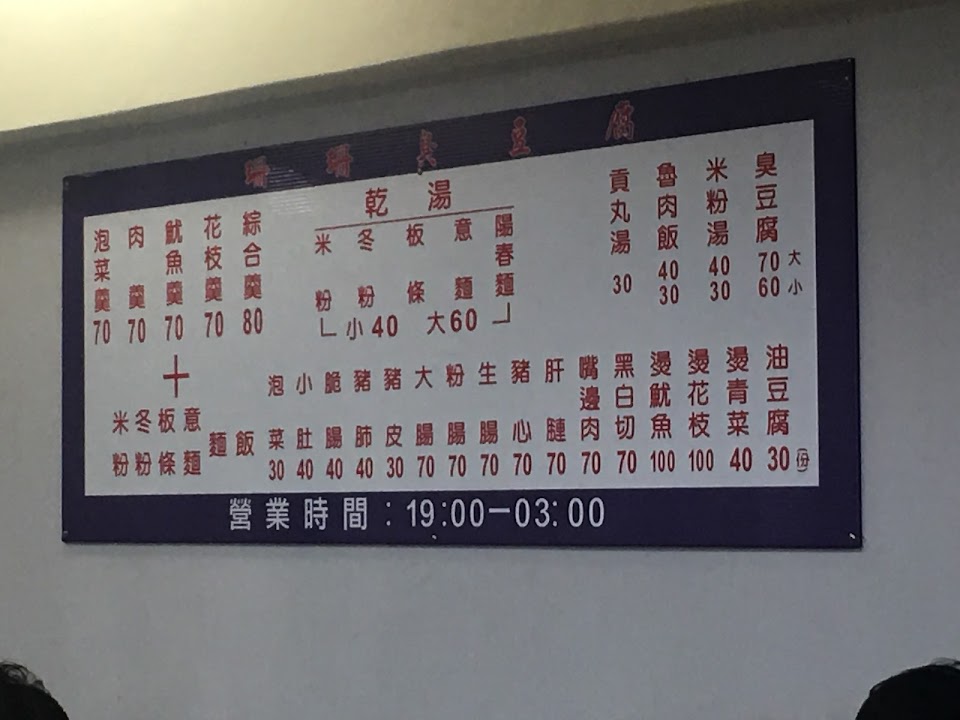 珊珊臭豆腐
臭豆腐 70 大 60 小
米粉湯 40 30
魯肉飯 40 30
貢丸湯 30
乾 湯
陽春麵
意麵
板條
冬粉
米粉
小40 大60
綜合羹 80
花枝羹 70
魷魚羹 70
肉羹 70
泡菜羹 70
+
意麵
板條
冬粉
米粉
油豆腐 30
燙青菜 40
燙花枝 100
燙魷魚 100
黑白切 70
嘴邊肉 70
肝膁 70
豬心 70
生腸 70
粉腸 70
大腸 70
豬皮 30
豬肺 40
脆腸 40
小肚 40
泡菜 30
飯
麵
營業時間:19:00-03:00